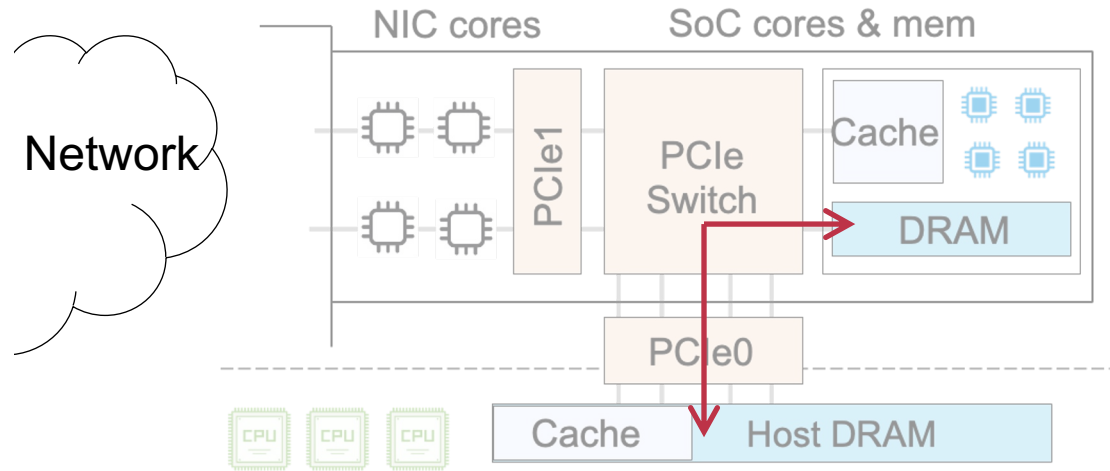 NIC cores
SoC cores & mem
Network
PCIe1
PCIe
Switch
Cache
DRAM
PCIe0
CPU
CPU
CPU
Cache
Host DRAM